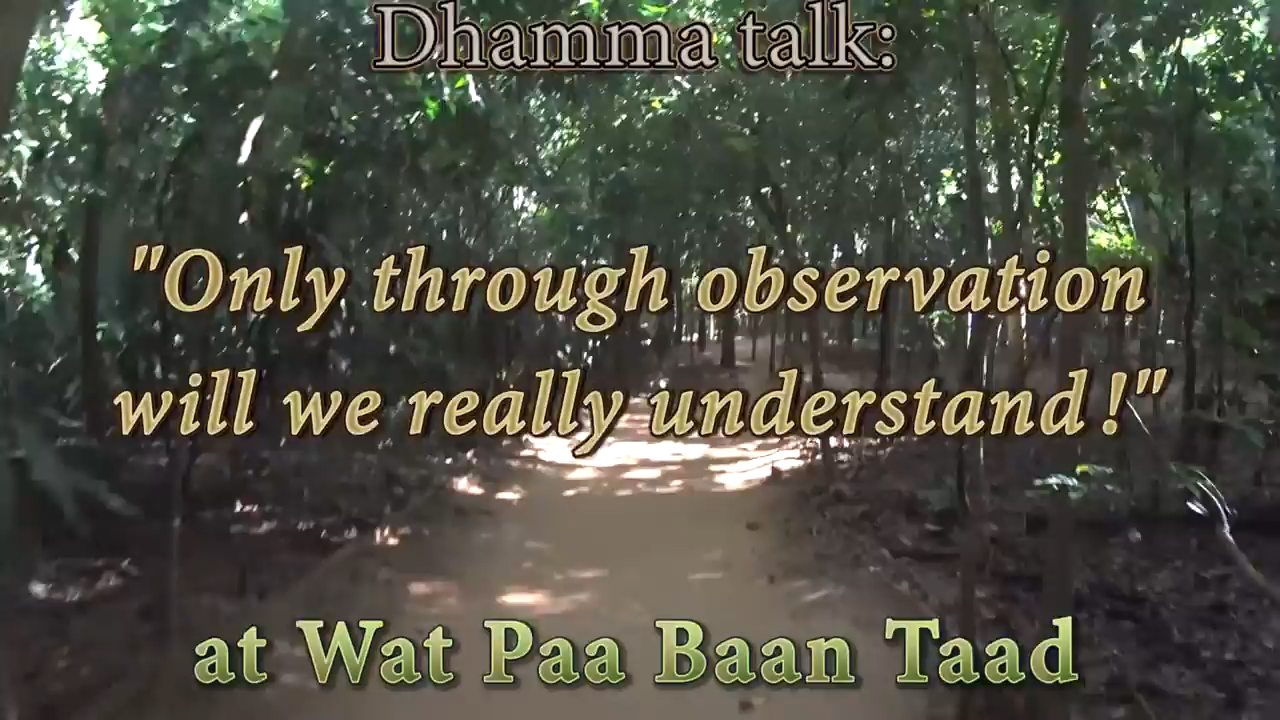 Dhamma talk:
"Only through observation
will we really understand!"
at Wat Paa Baan Taad